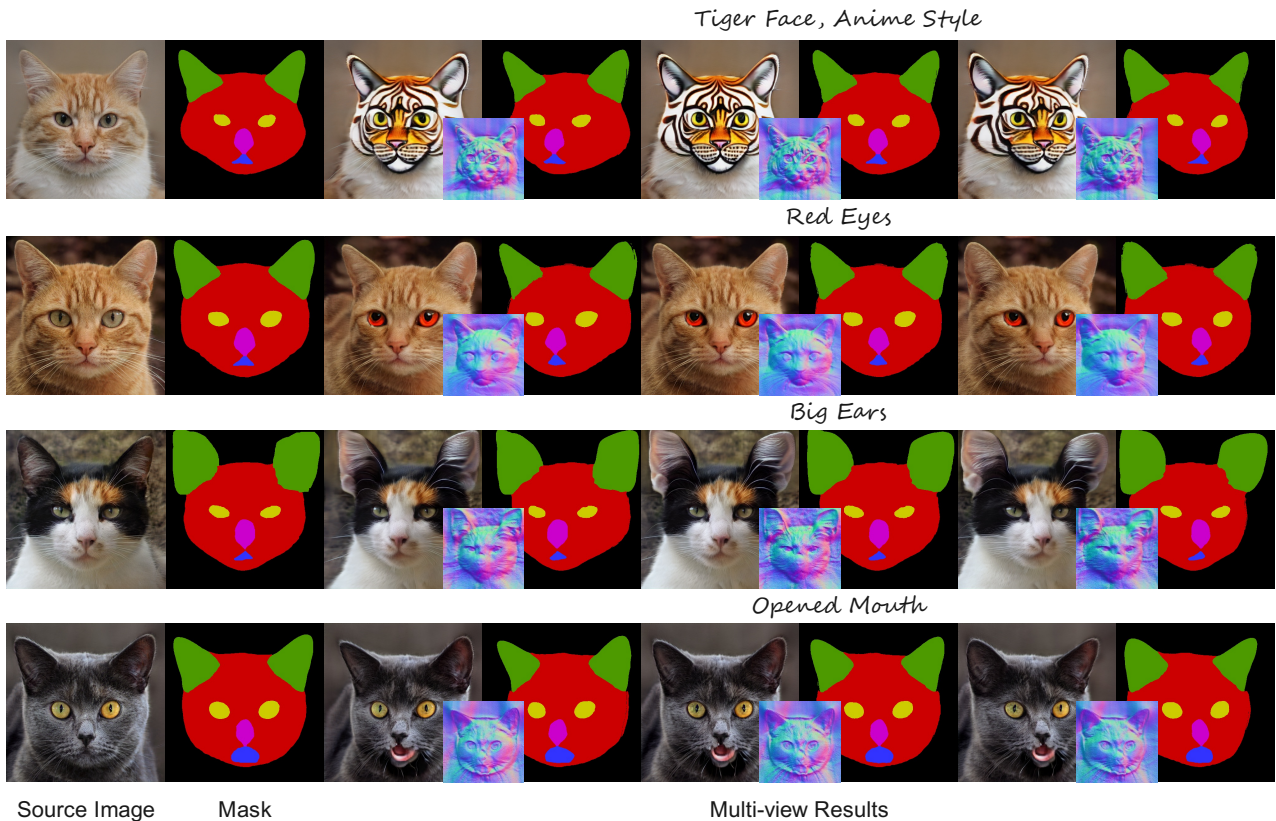 Tiger Face, Anime Style
Red Eyes
Big Ears
Opened Mouth
Source Image Mask Multi-view Results